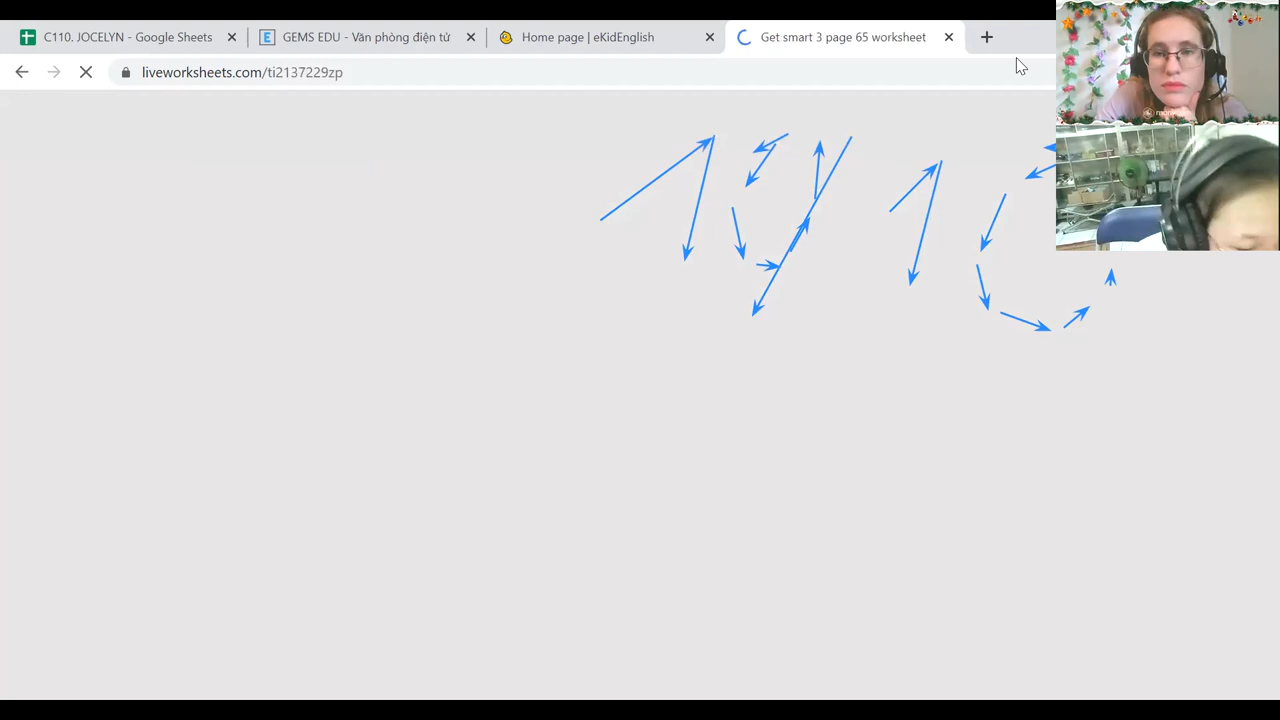 C110. JOCELYN - Google Sheets
GEMS EDU - Văn phòng điện tử
Home page | eKidEnglish
Get smart 3 page 65 worksheet
liveworksheets.com/ti2137229zp